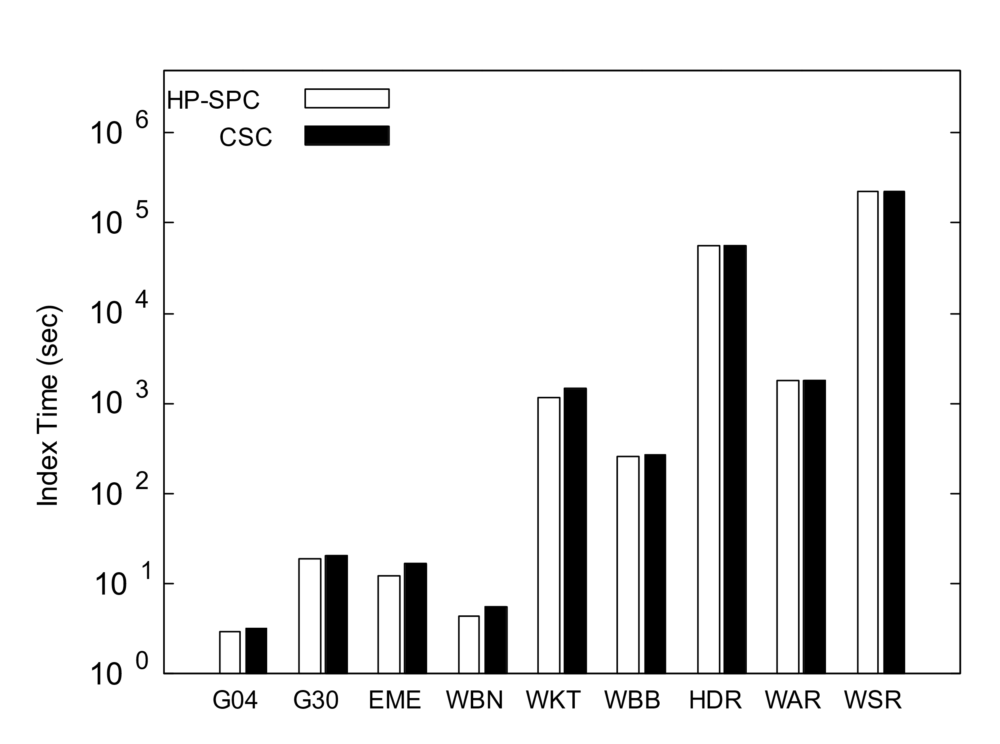 HP-SPC
CSC
10^6
10^5
10^4
10^3
10^2
10^1
10^0
Index Time (sec)
G04 G30 EME WBN WKT WBB HDR WAR WSR